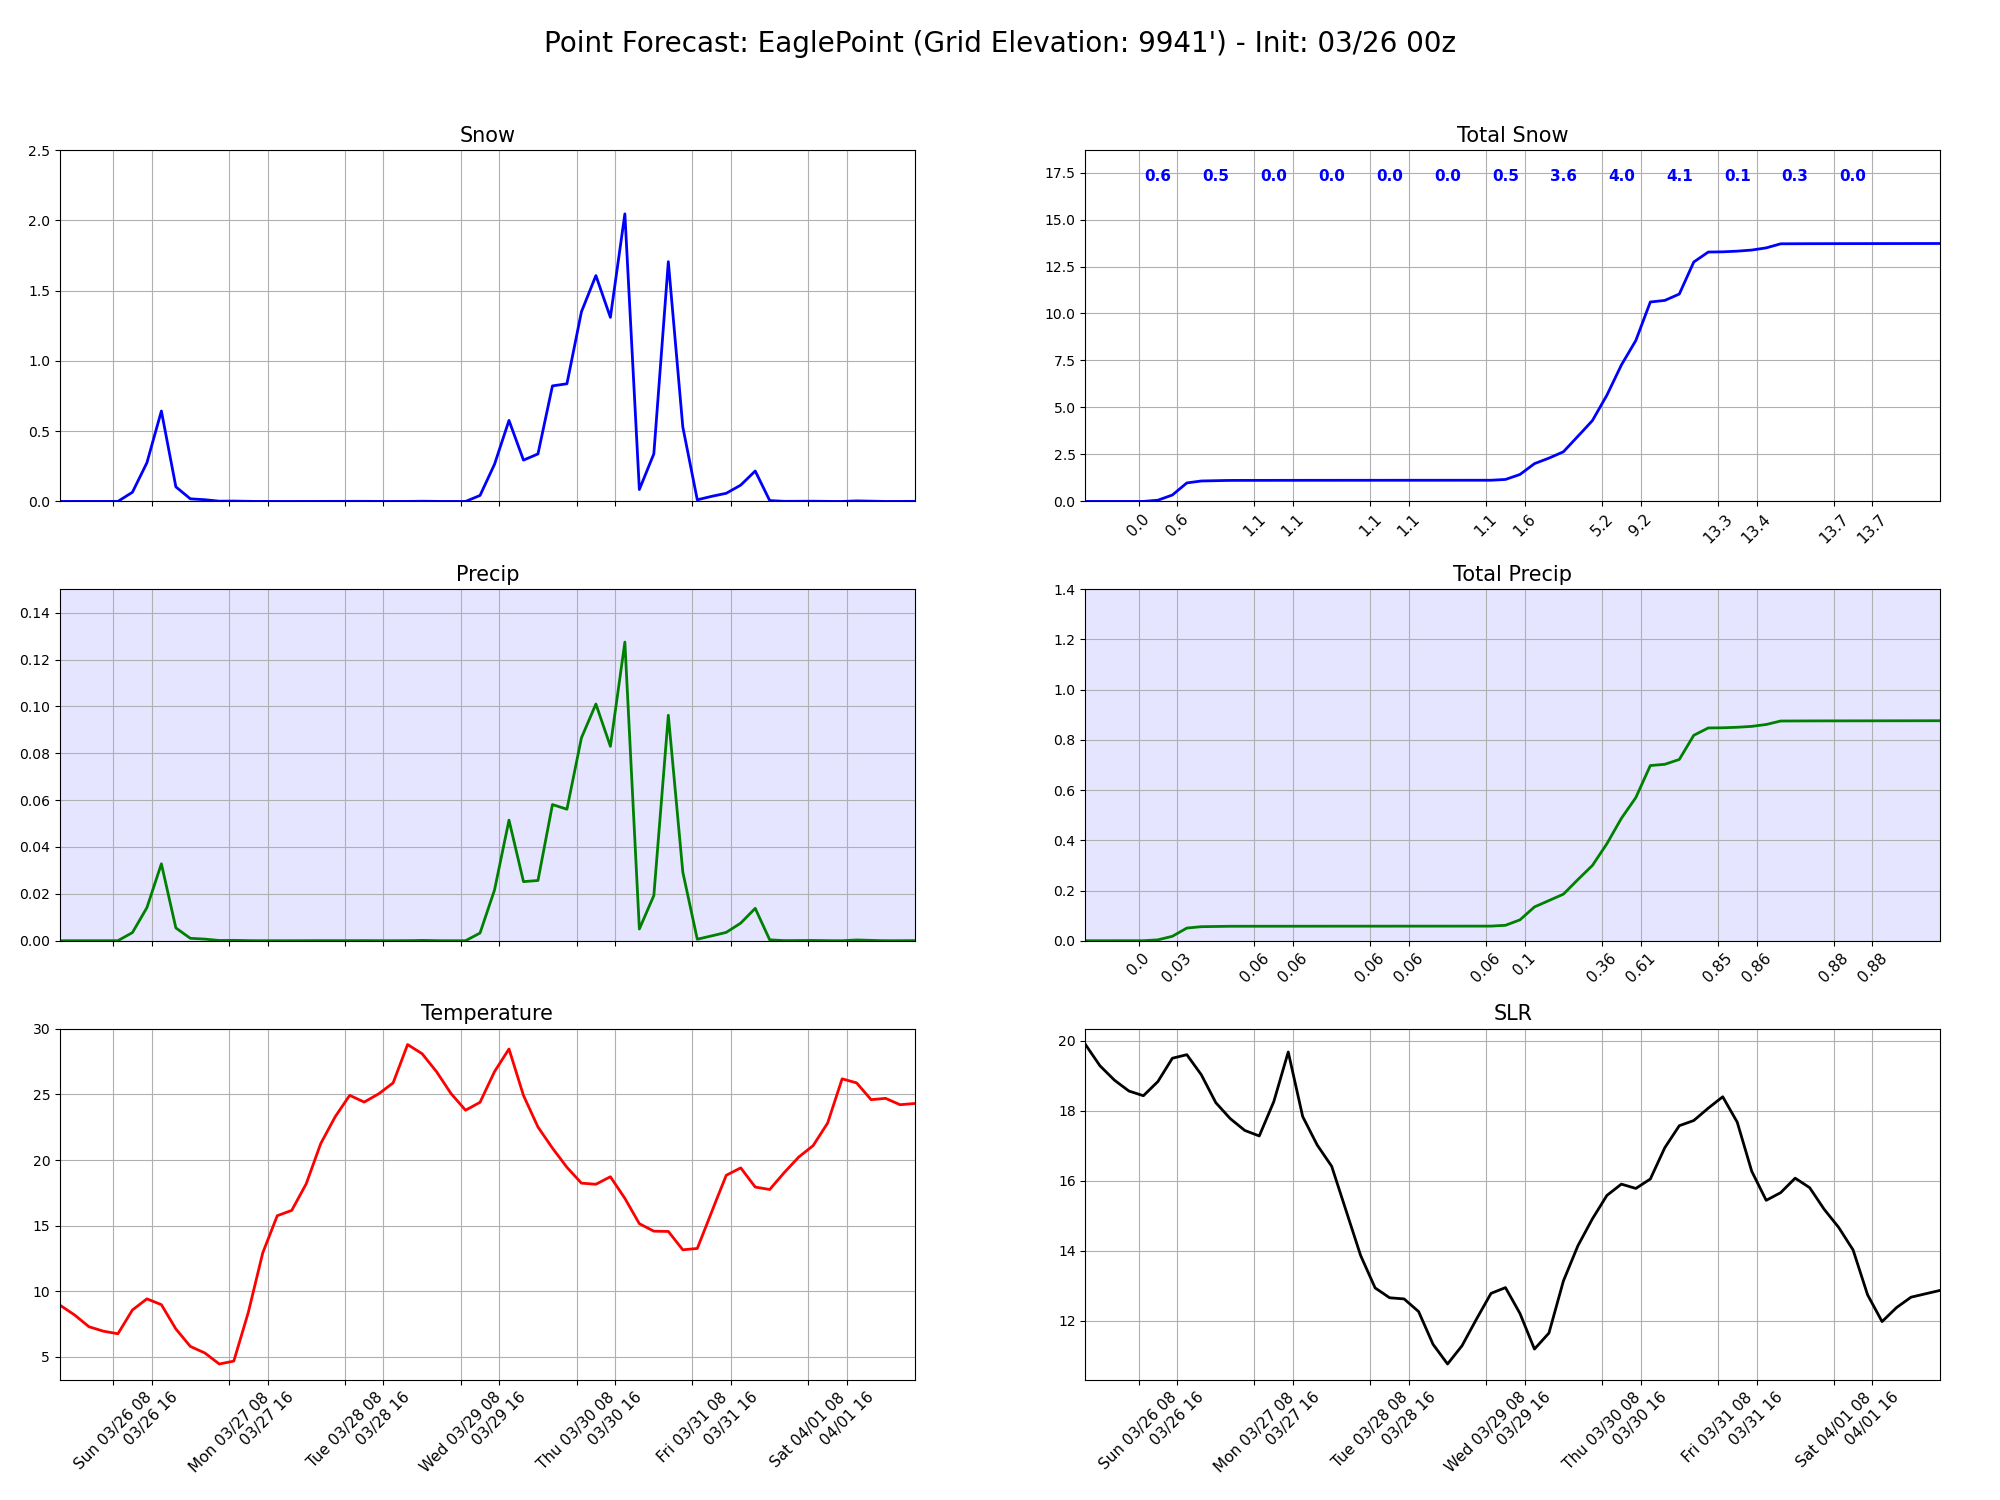 Point Forecast: EaglePoint (Grid Elevation: 9941') - Init: 03/26 00z
Snow
2.5
2.0
1.5
1.0
0.5
0.0
Total Snow
17.5
15.0
12.5
10.0
7.5
5.0
2.5
0.0
0.6 0.5 0.0 0.0 0.0 0.0 0.5 3.6 4.0 4.1 0.1 0.3 0.0
0.0 0.6 1.1 1.1 1.1 1.1 1.1 1.6 5.2 9.2 13.3 13.4 13.7 13.7
Precip
0.14
0.12
0.10
0.08
0.06
0.04
0.02
0.00
Total Precip
1.4
1.2
1.0
0.8
0.6
0.4
0.2
0.0
0.0 0.03 0.06 0.06 0.06 0.06 0.06 0.1 0.36 0.61 0.85 0.86 0.88 0.88
Temperature
30
25
20
15
10
5
Sun 03/26 08
03/26 16
Mon 03/27 08
03/27 16
Tue 03/28 08
03/28 16
Wed 03/29 08
03/29 16
Thu 03/30 08
03/30 16
Fri 03/31 08
03/31 16
Sat 04/01 08
04/01 16
SLR
20
18
16
14
12
Sun 03/26 08
03/26 16
Mon 03/27 08
03/27 16
Tue 03/28 08
03/28 16
Wed 03/29 08
03/29 16
Thu 03/30 08
03/30 16
Fri 03/31 08
03/31 16
Sat 04/01 08
04/01 16